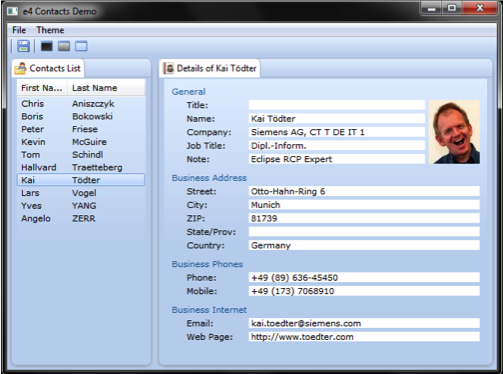 e4 Contacts Demo
File Theme
Contacts List
First Na... Last Name
Chris Aniszczyk
Boris Bokowski
Peter Friese
Kevin McGuire
Tom Schindl
Hallvard Traetteberg
Kai Tödter
Lars Vogel
Yves YANG
Angelo ZERR
Details of Kai Tödter
General
Title:
Name: Kai Tödter
Company: Siemens AG, CT T DE IT 1
Job Title: Dipl.-Inform.
Note: Eclipse RCP Expert
Business Address
Street: Otto-Hahn-Ring 6
City: Munich
ZIP: 81739
State/Prov:
Country: Germany
Business Phones
Phone: +49 (89) 636-45450
Mobile: +49 (173) 7068910
Business Internet
Email: kai.toedter@siemens.com
Web Page: http://www.toedter.com